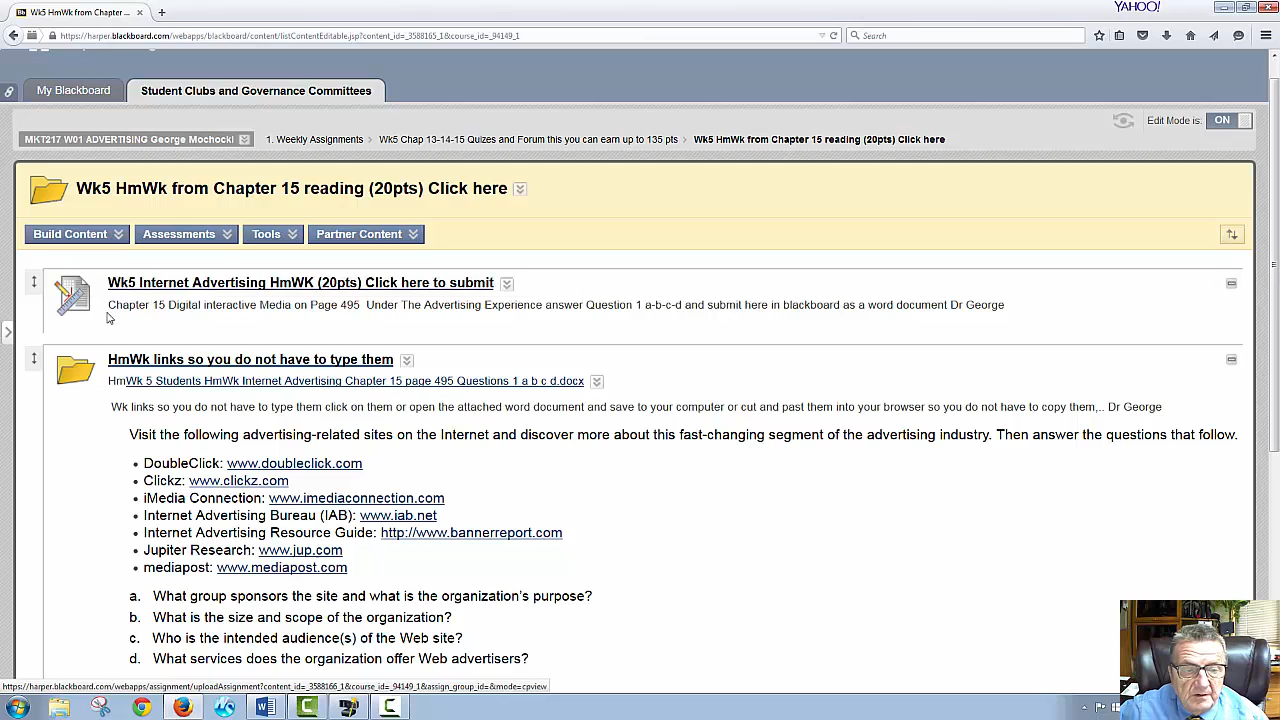 YAHOO!
Wk5 HmWk from Chapter ... × +
https://harper.blackboard.com/webapps/blackboard/content/listContentEditable.jsp?content_id=_3588165_1&course_id=_94149_1
Search
My Blackboard
Student Clubs and Governance Committees
MKT217 W01 ADVERTISING George Mochocki
1. Weekly Assignments
Wk5 Chap 13-14-15 Quizes and Forum this you can earn up to 135 pts
Wk5 HmWk from Chapter 15 reading (20pts) Click here
Edit Mode is: ON
Wk5 HmWk from Chapter 15 reading (20pts) Click here
Build Content
Assessments
Tools
Partner Content
Wk5 Internet Advertising HmWK (20pts) Click here to submit
Chapter 15 Digital interactive Media on Page 495 Under The Advertising Experience answer Question 1 a-b-c-d and submit here in blackboard as a word document Dr George
HmWk links so you do not have to type them
HmWk 5 Students HmWk Internet Advertising Chapter 15 page 495 Questions 1 a b c d.docx
Wk links so you do not have to type them click on them or open the attached word document and save to your computer or cut and past them into your browser so you do not have to copy them,.. Dr George
Visit the following advertising-related sites on the Internet and discover more about this fast-changing segment of the advertising industry. Then answer the questions that follow.
• DoubleClick: www.doubleclick.com
• Clickz: www.clickz.com
• iMedia Connection: www.imediaconnection.com
• Internet Advertising Bureau (IAB): www.iab.net
• Internet Advertising Resource Guide: http://www.bannerreport.com
• Jupiter Research: www.jup.com
• mediapost: www.mediapost.com
a. What group sponsors the site and what is the organization's purpose?
b. What is the size and scope of the organization?
c. Who is the intended audience(s) of the Web site?
d. What services does the organization offer Web advertisers?
https://harper.blackboard.com/webapps/assignment/uploadAssignment?content_id=_3588166_1&course_id=_94149_1&assign_group_id=&mode=cpview